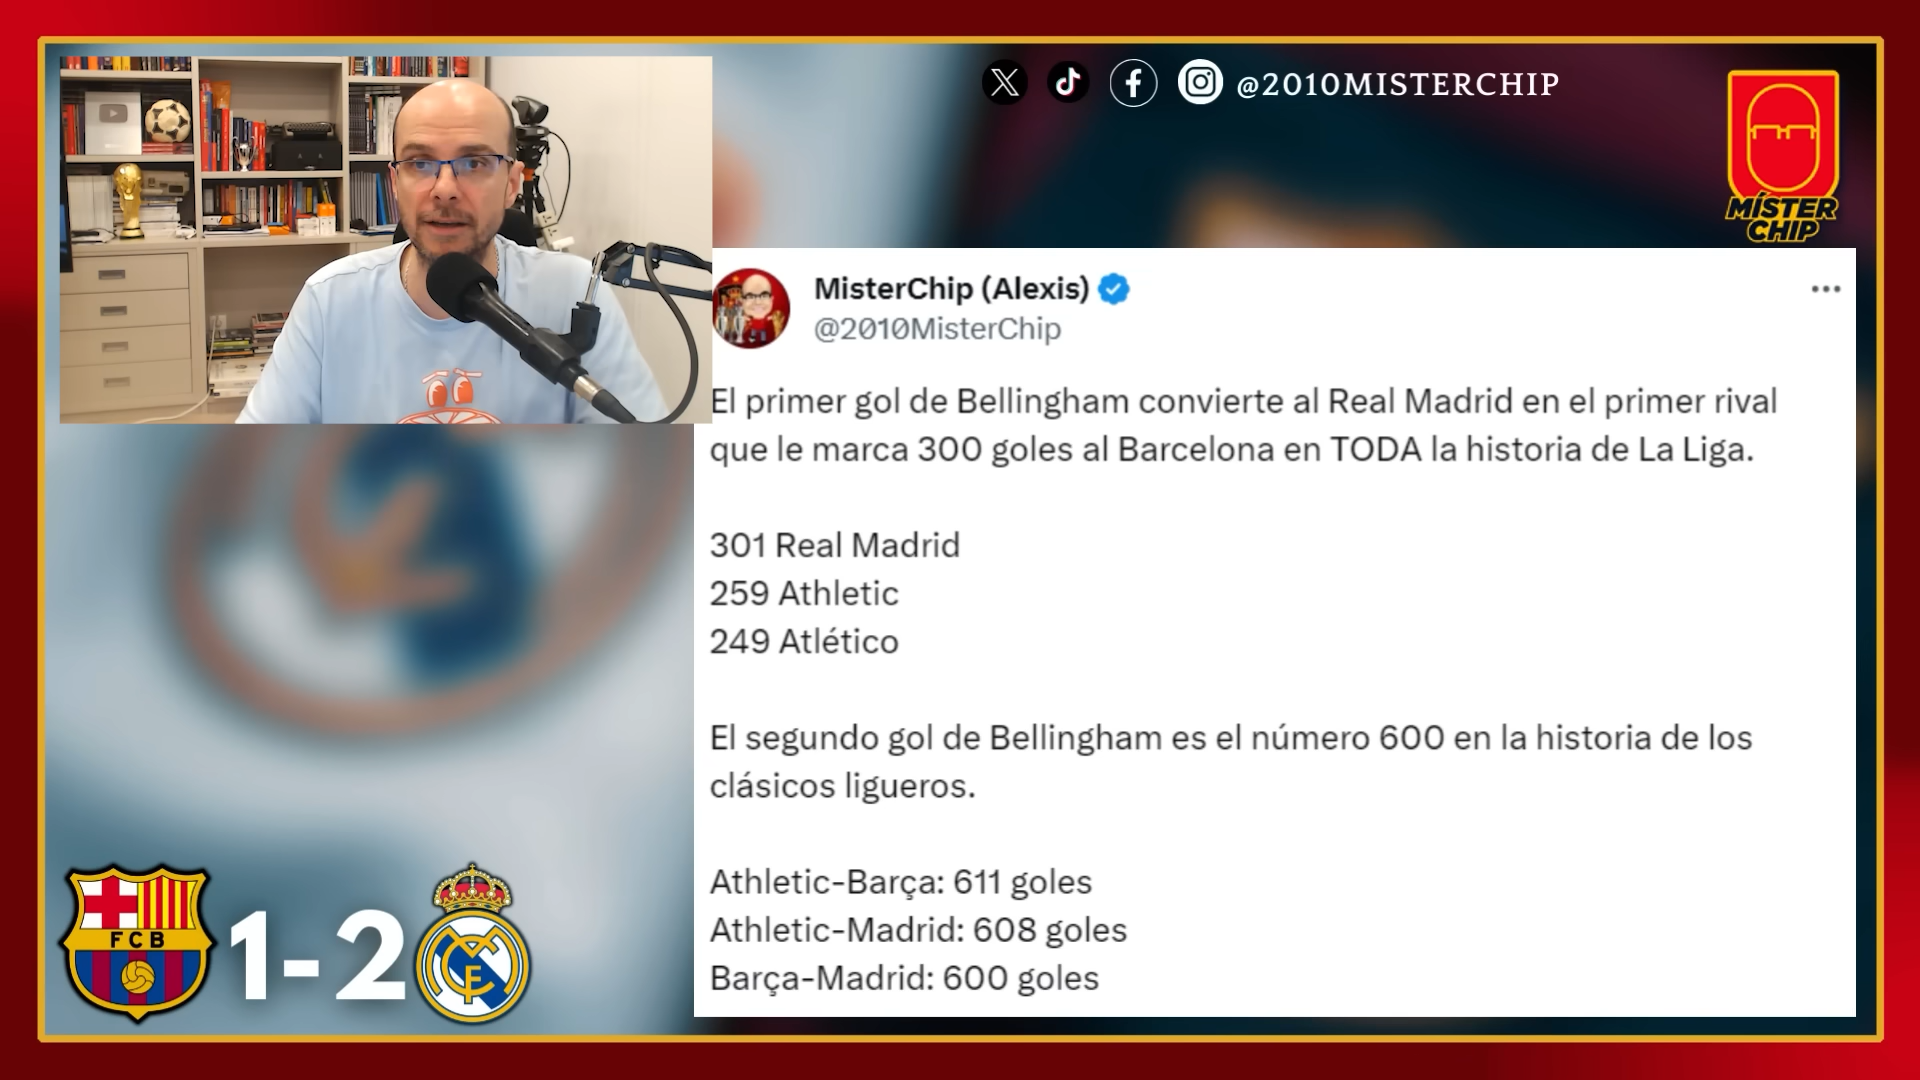 @2010MISTERCHIP
MÍSTER
CHIP
MisterChip (Alexis)
@2010MisterChip
El primer gol de Bellingham convierte al Real Madrid en el primer rival
que le marca 300 goles al Barcelona en TODA la historia de La Liga.
301 Real Madrid
259 Athletic
249 Atlético
El segundo gol de Bellingham es el número 600 en la historia de los
clásicos ligueros.
Athletic-Barça: 611 goles
Athletic-Madrid: 608 goles
Barça-Madrid: 600 goles
FCB
1-2